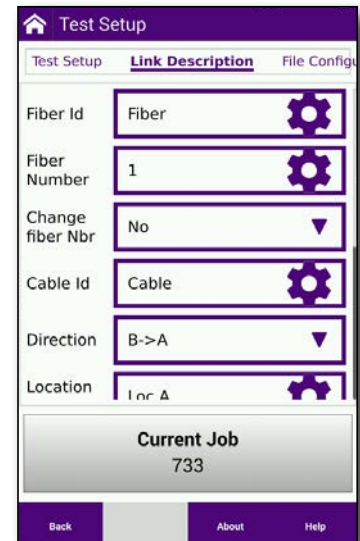 Test Setup
Test Setup Link Description File Configu
Fiber Id Fiber
Fiber
Number
1
Change
fiber Nbr
No
Cable Id Cable
Direction B->A
Location Loc A
Current Job
733
Back About Help